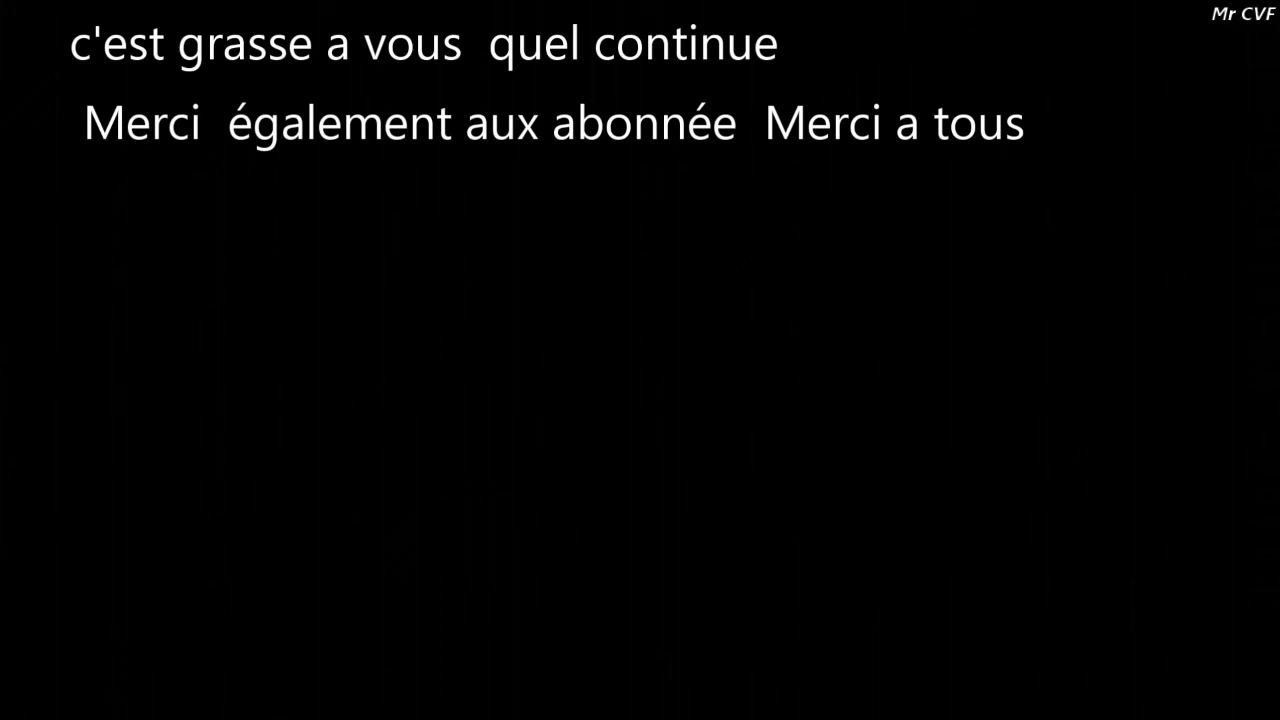 Mr CVF
c'est grasse a vous  quel continue
Merci  également aux abonnée  Merci a tous